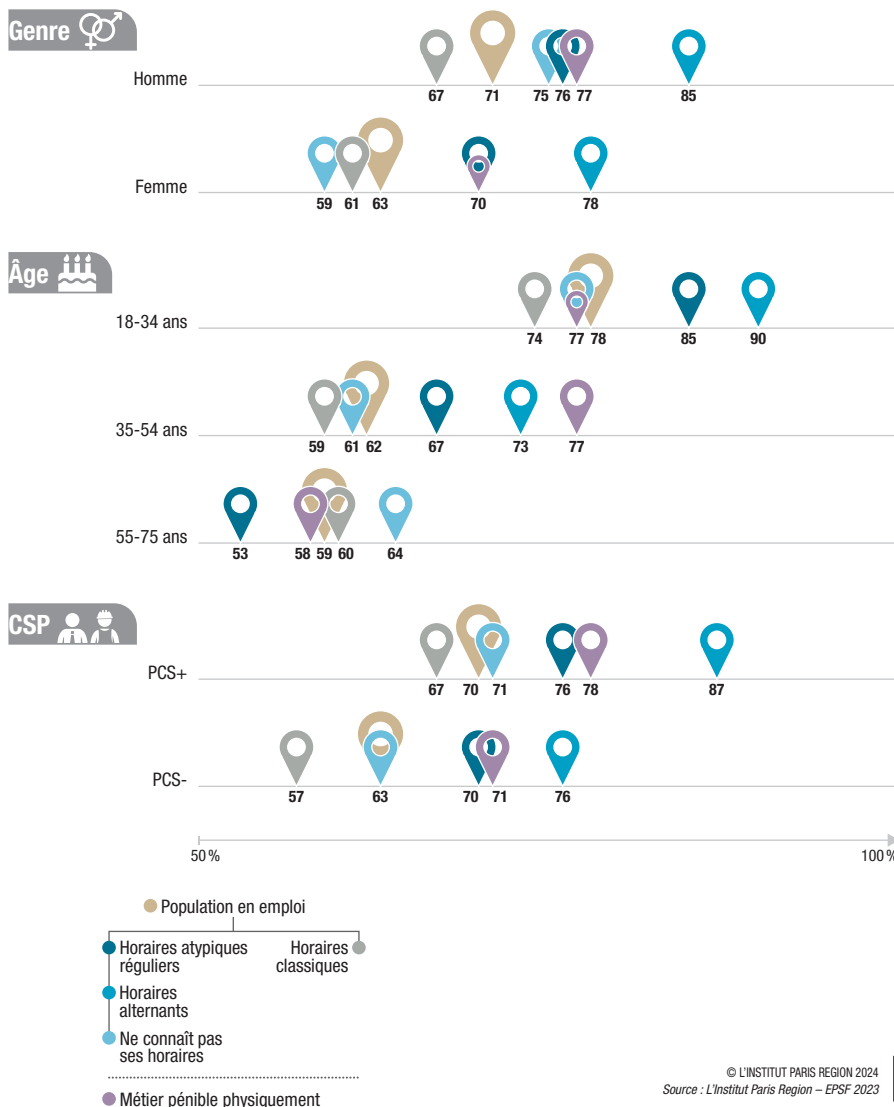 Genre
Homme
67 71 75 76 77 85
Femme
59 61 63 70 78
Âge
18-34 ans
74 77 78 85 90
35-54 ans
59 61 62 67 73 77
55-75 ans
53 58 59 60 64
CSP
PCS+
67 70 71 76 78 87
PCS-
57 63 70 71 76
50 % 100 %
Population en emploi
Horaires atypiques
réguliers
Horaires
classiques
Horaires
alternants
Ne connaît pas
ses horaires
Métier pénible physiquement
© L'INSTITUT PARIS REGION 2024
Source : L'Institut Paris Region – EPSF 2023